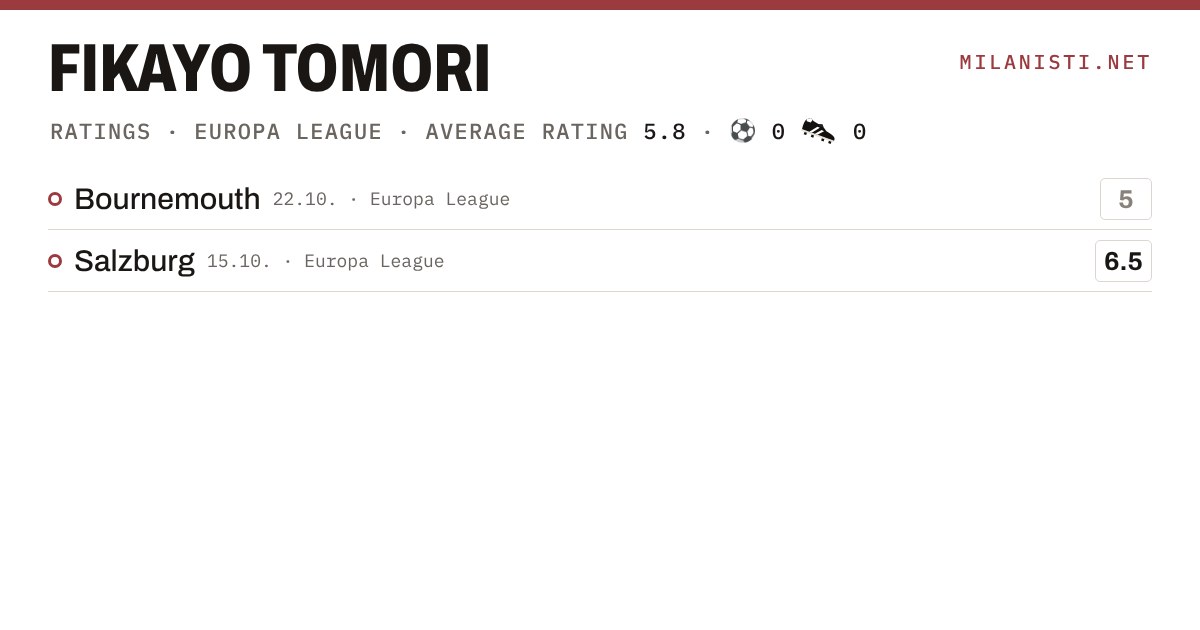 FIKAYO TOMORI
MILANISTI.NET
RATINGS · EUROPA LEAGUE · AVERAGE RATING 5.8 · ⚽ 0 👟 0
Bournemouth 22.10. · Europa League 5
Salzburg 15.10. · Europa League 6.5